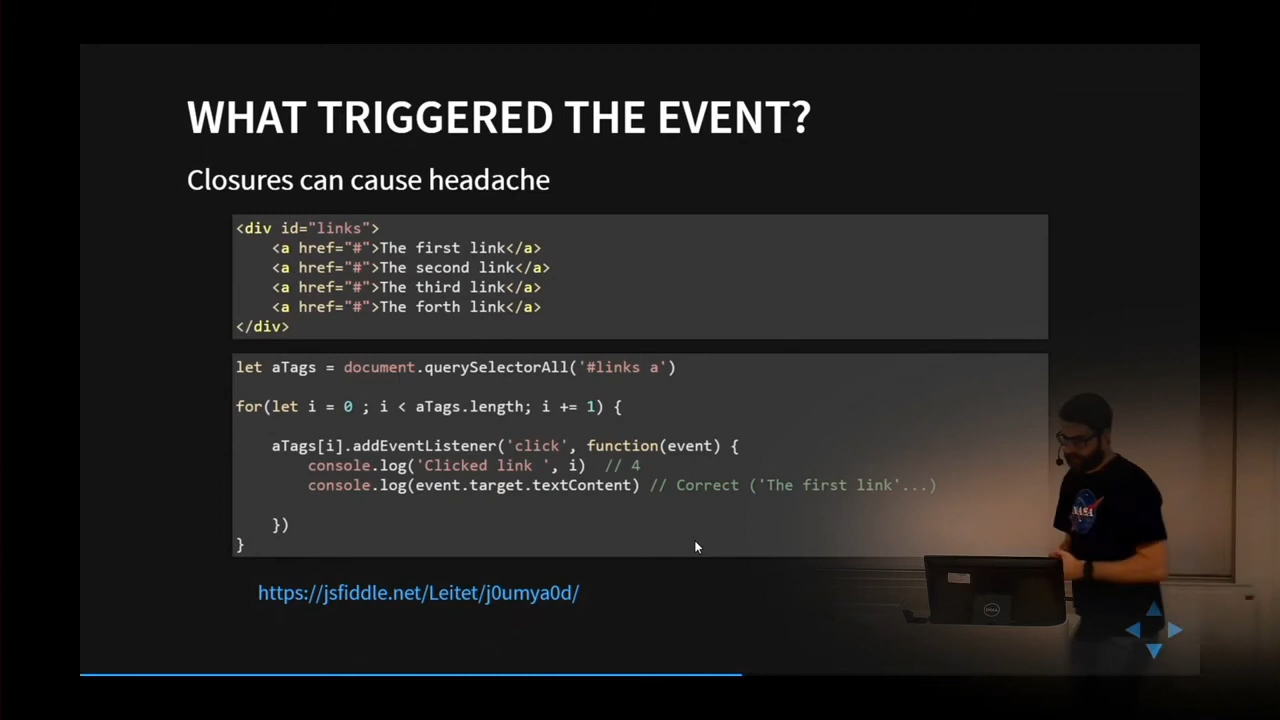 WHAT TRIGGERED THE EVENT?
Closures can cause headache
<div id="links">
    <a href="#">The first link</a>
    <a href="#">The second link</a>
    <a href="#">The third link</a>
    <a href="#">The forth link</a>
</div>
let aTags = document.querySelectorAll('#links a')
for(let i = 0 ; i < aTags.length; i += 1) {
    aTags[i].addEventListener('click', function(event) {
        console.log('Clicked link ', i)  // 4
        console.log(event.target.textContent) // Correct ('The first link'...)
    })
}
https://jsfiddle.net/Leitet/j0umya0d/
NASA
DELL